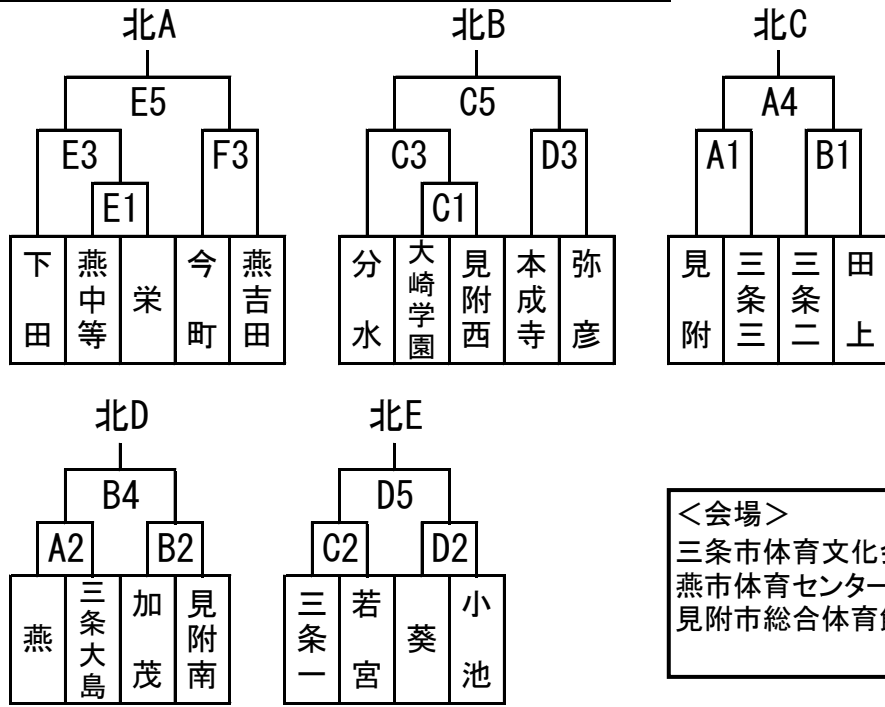 北A
北B
北C
E5
C5
A4
E3
F3
C3
D3
A1
B1
E1
C1
下田
燕中等
栄
今町
燕吉田
分水
大崎学園
見附西
本成寺
弥彦
見附
三条三
三条二
田上
北D
北E
B4
D5
A2
B2
C2
D2
燕
三条大島
加茂
見附南
三条一
若宮
葵
小池
＜会場＞
三条市体育文化
燕市体育センター
見附市総合体育